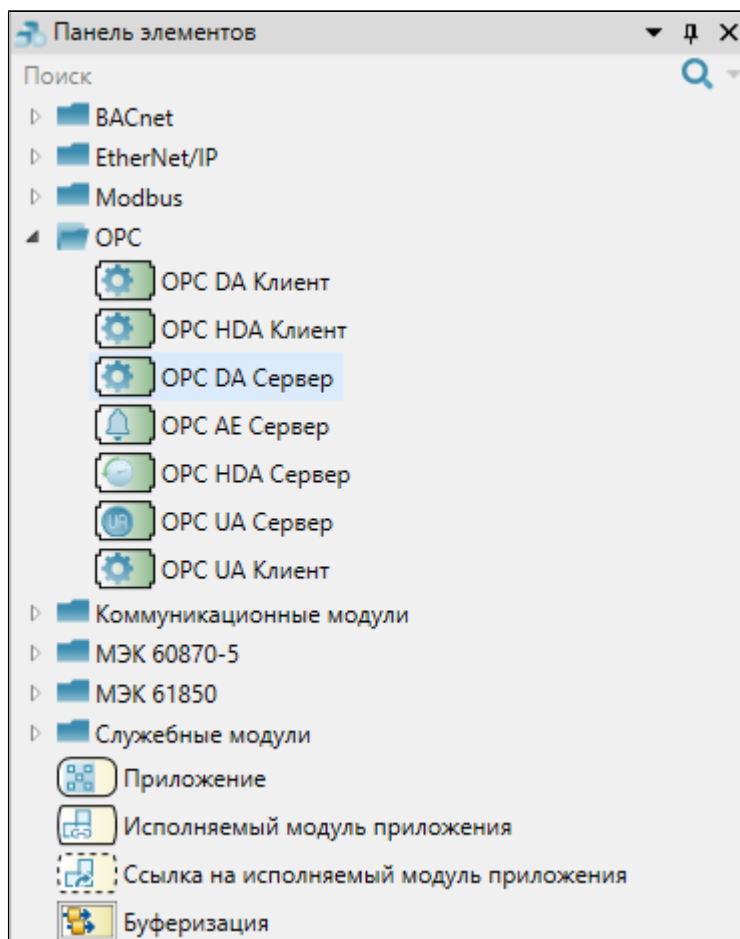 Панель элементов
Поиск
BACnet
EtherNet/IP
Modbus
OPC
OPC DA Клиент
OPC HDA Клиент
OPC DA Сервер
OPC AE Сервер
OPC HDA Сервер
UA OPC UA Сервер
OPC UA Клиент
Коммуникационные модули
МЭК 60870-5
МЭК 61850
Служебные модули
Приложение
Исполняемый модуль приложения
Ссылка на исполняемый модуль приложения
Буферизация